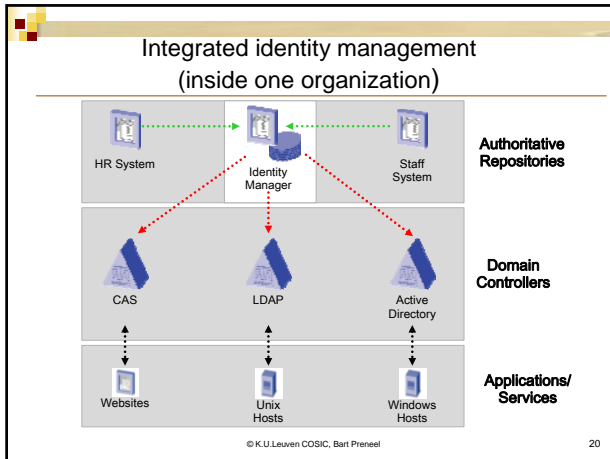 Integrated identity management
(inside one organization)
HR System
Identity
Manager
Staff
System
Authoritative
Repositories
CAS
LDAP
Active
Directory
Domain
Controllers
Websites
Unix
Hosts
Windows
Hosts
Applications/
Services
© K.U.Leuven COSIC, Bart Preneel
20